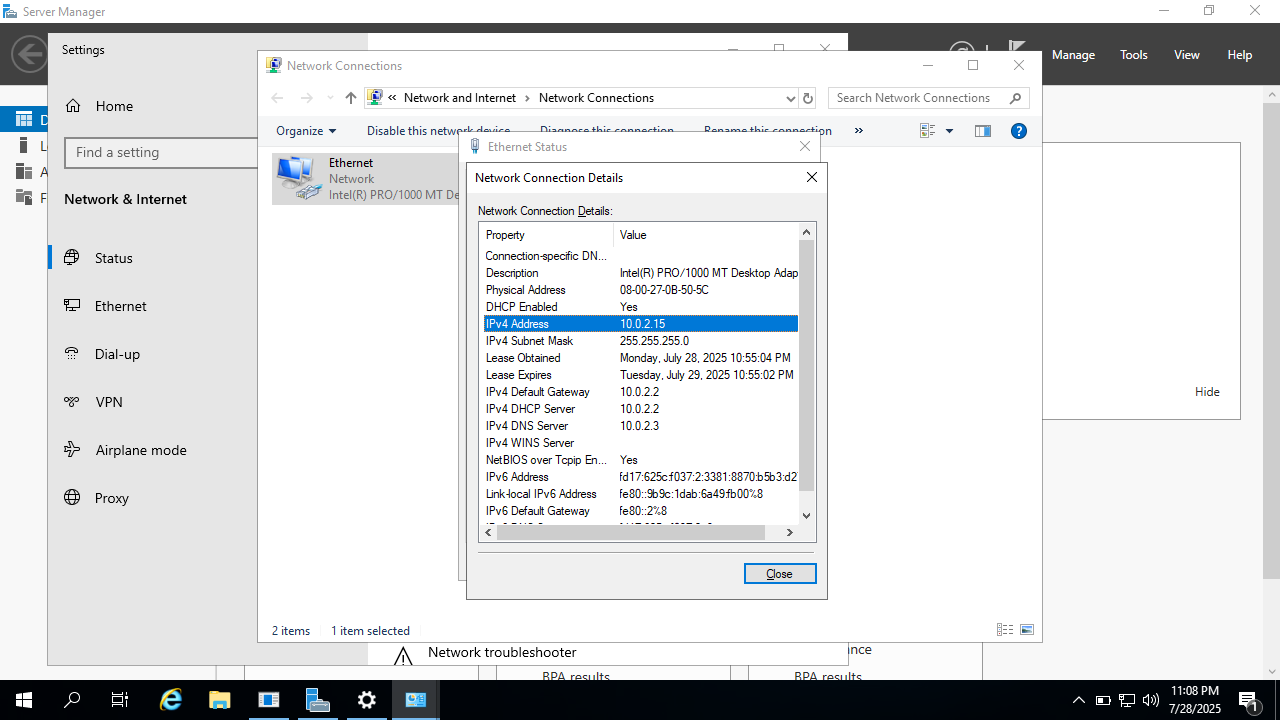 Server Manager
Manage
Tools
View
Help
Settings
Home
Find a setting
Network & Internet
Status
Ethernet
Dial-up
VPN
Airplane mode
Proxy
Network Connections
Network and Internet
Network Connections
Search Network Connections
Organize
Disable this network device
Diagnose this connection
Rename this connection
»
Ethernet
Network
Intel(R) PRO/1000 MT De
Ethernet Status
Network Connection Details
Network Connection Details:
Property Value
Connection-specific DN...
Description Intel(R) PRO/1000 MT Desktop Adap
Physical Address 08-00-27-0B-50-5C
DHCP Enabled Yes
IPv4 Address 10.0.2.15
IPv4 Subnet Mask 255.255.255.0
Lease Obtained Monday, July 28, 2025 10:55:04 PM
Lease Expires Tuesday, July 29, 2025 10:55:02 PM
IPv4 Default Gateway 10.0.2.2
IPv4 DHCP Server 10.0.2.2
IPv4 DNS Server 10.0.2.3
IPv4 WINS Server
NetBIOS over Tcpip En... Yes
IPv6 Address fd17:625c:f037:2:3381:8870:b5b3:d2
Link-local IPv6 Address fe80::9b9c:1dab:6a49:fb00%8
IPv6 Default Gateway fe80::2%8
Close
Hide
2 items
1 item selected
Network troubleshooter
BPA results
BPA results
11:08 PM
7/28/2025
1